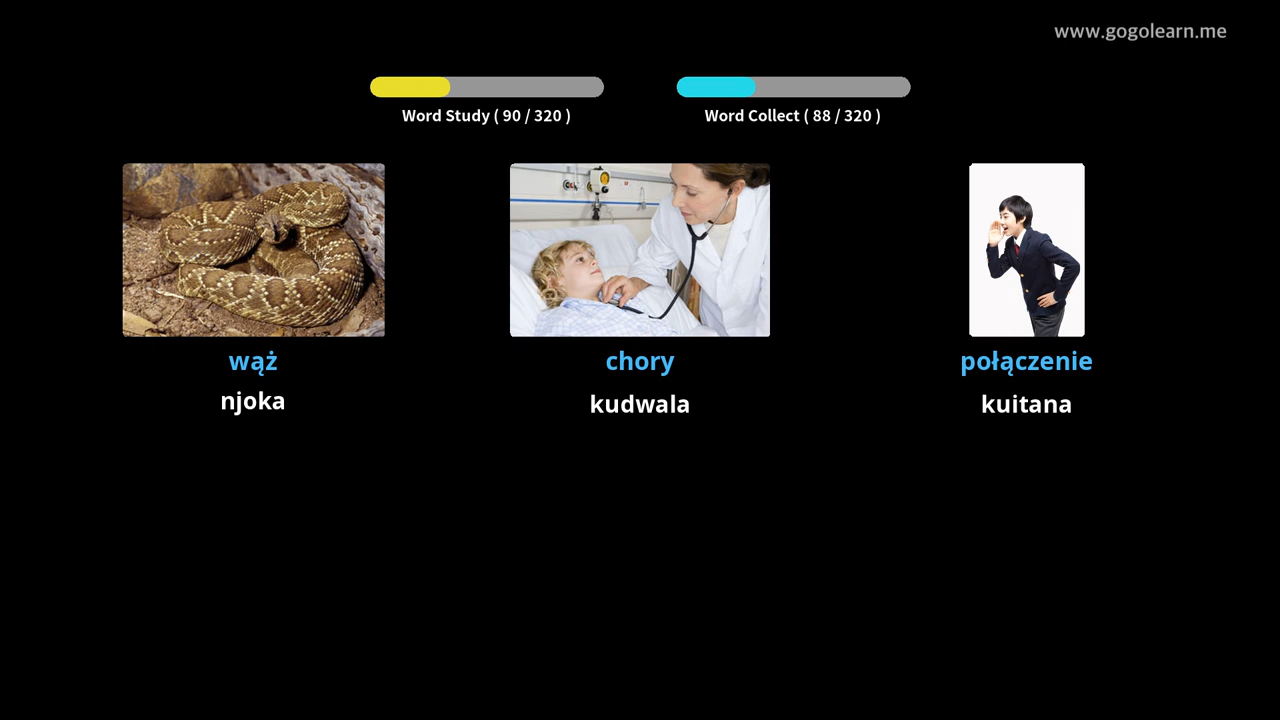 www.gogolearn.me
Word Study ( 90 / 320 )
Word Collect ( 88 / 320 )
wąż
njoka
chory
kudwala
połączenie
kuitana